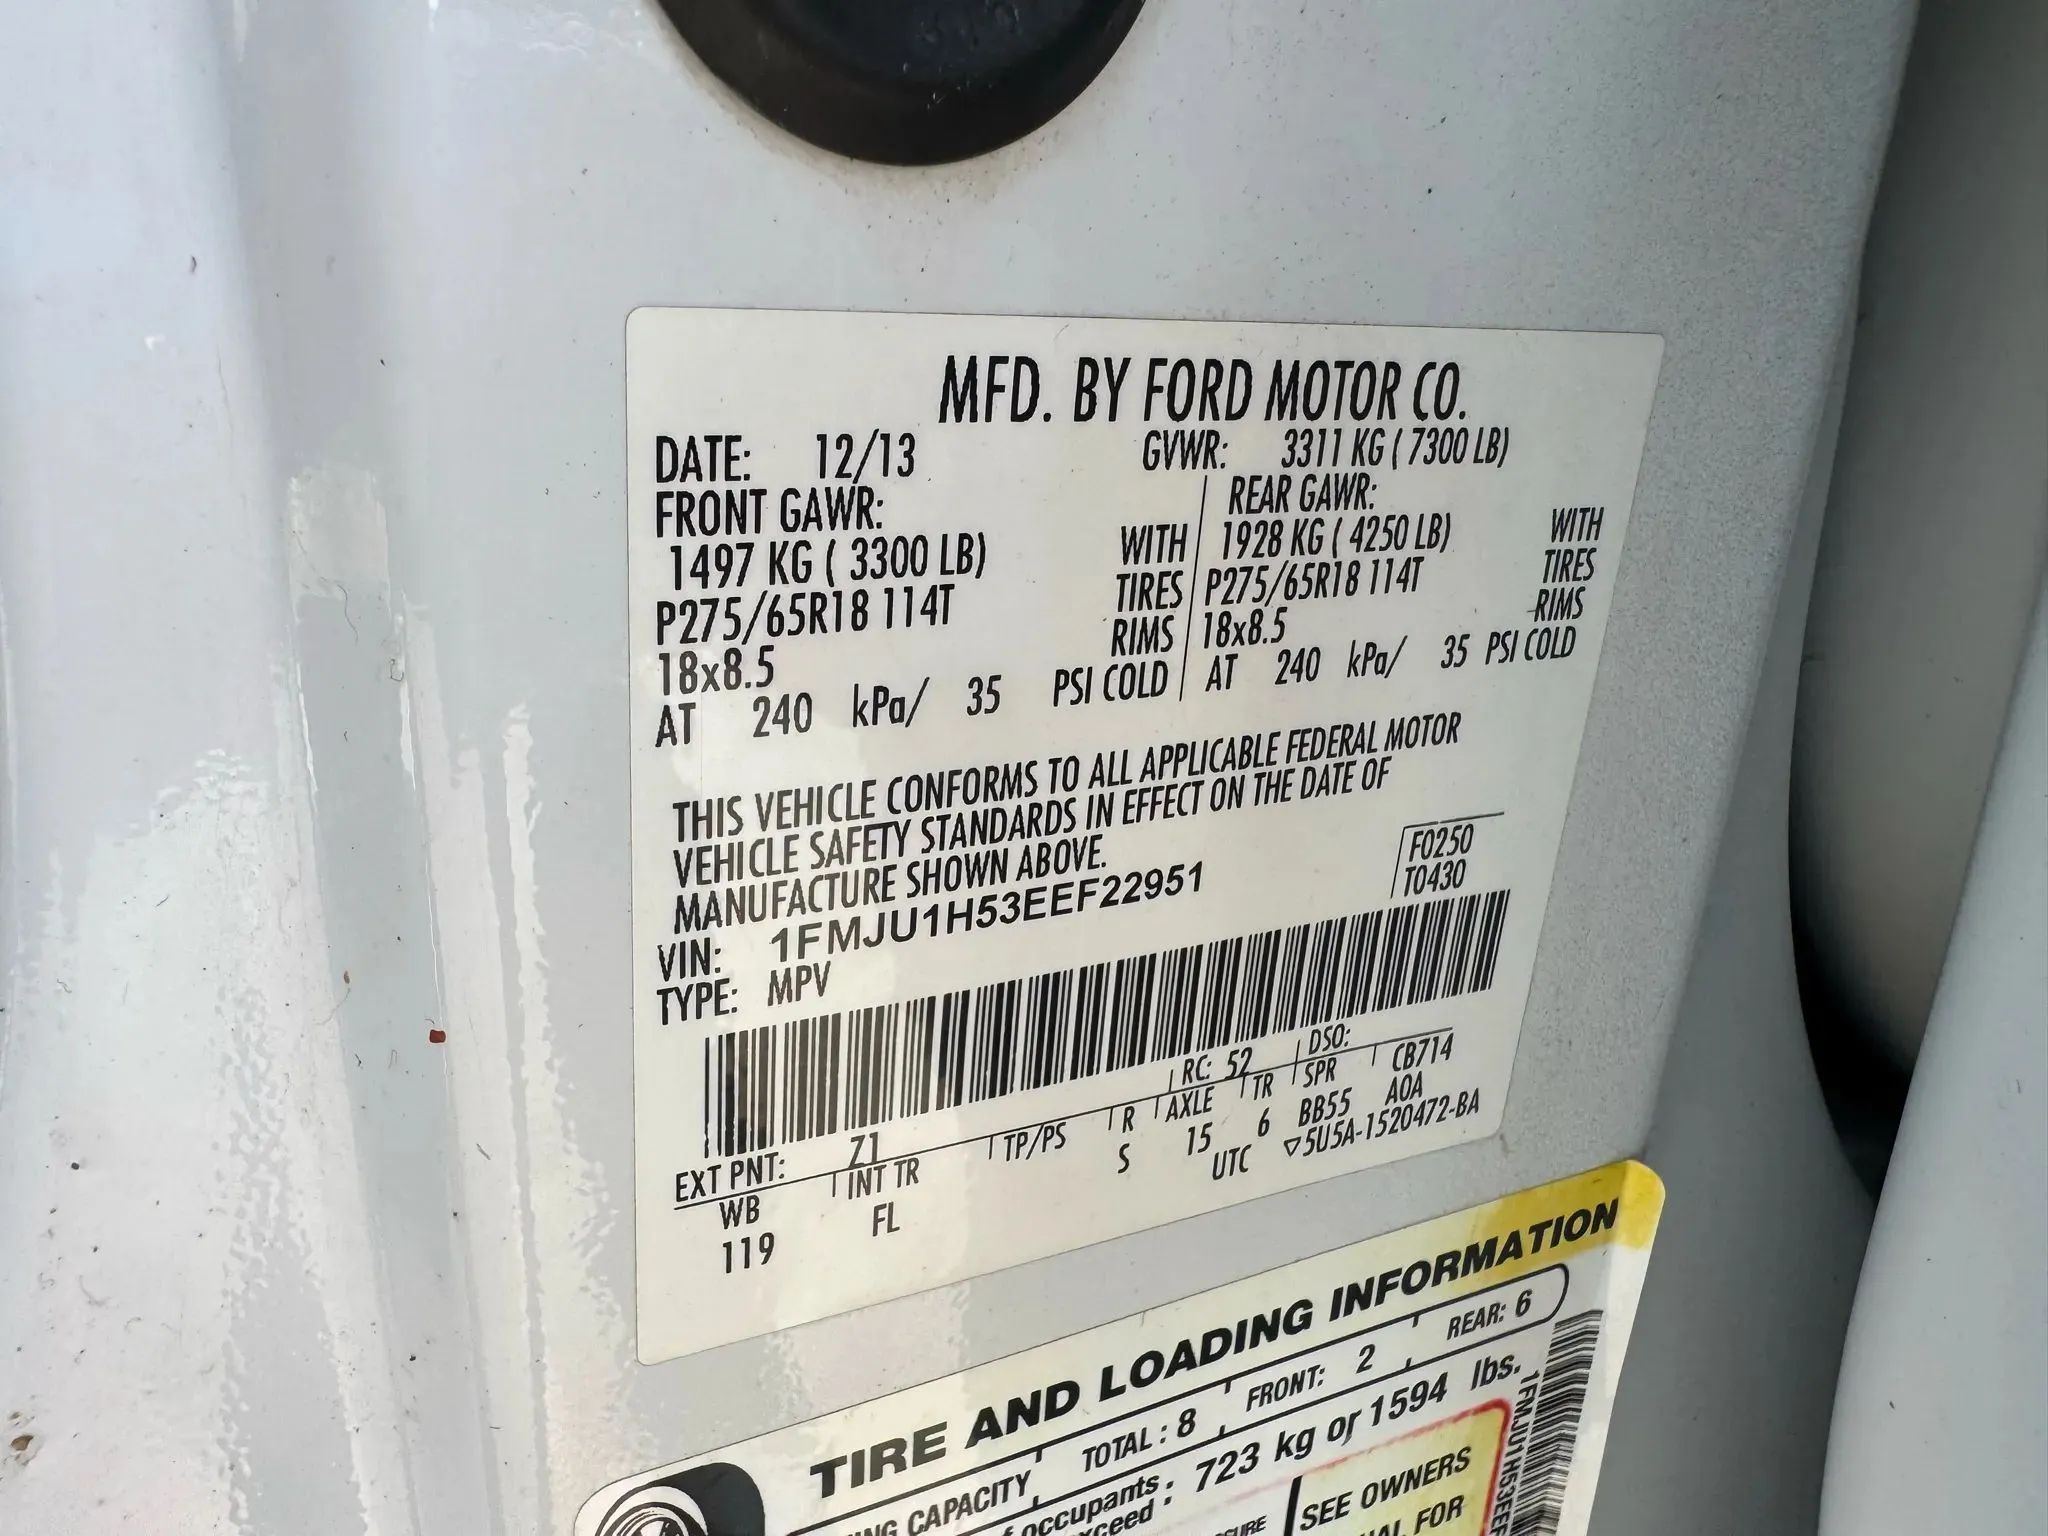 MFD. BY FORD MOTOR CO.
DATE: 12/13 GVWR: 3311 KG ( 7300 LB)
FRONT GAWR: REAR GAWR:
1497 KG ( 3300 LB) WITH 1928 KG ( 4250 LB) WITH
P275/65R18 114T TIRES P275/65R18 114T TIRES
18x8.5 RIMS 18x8.5 RIMS
AT 240 kPa/ 35 PSI COLD AT 240 kPa/ 35 PSI COLD
THIS VEHICLE CONFORMS TO ALL APPLICABLE FEDERAL MOTOR
VEHICLE SAFETY STANDARDS IN EFFECT ON THE DATE OF
MANUFACTURE SHOWN ABOVE.
F0250
VIN: 1FMJU1H53EEF22951 T0430
TYPE: MPV
EXT PNT: Z1 RC: 52 DSO: CB714
WB INT TR TP/PS R AXLE TR SPR A0A
119 FL S 15 6 BB55
UTC ▽5U5A-1520472-BA
TIRE AND LOADING INFORMATION
CAPACITY TOTAL : 8 FRONT: 2 REAR: 6
occupants
exceed : 723 kg or 1594 lbs.
SEE OWNERS
FOR